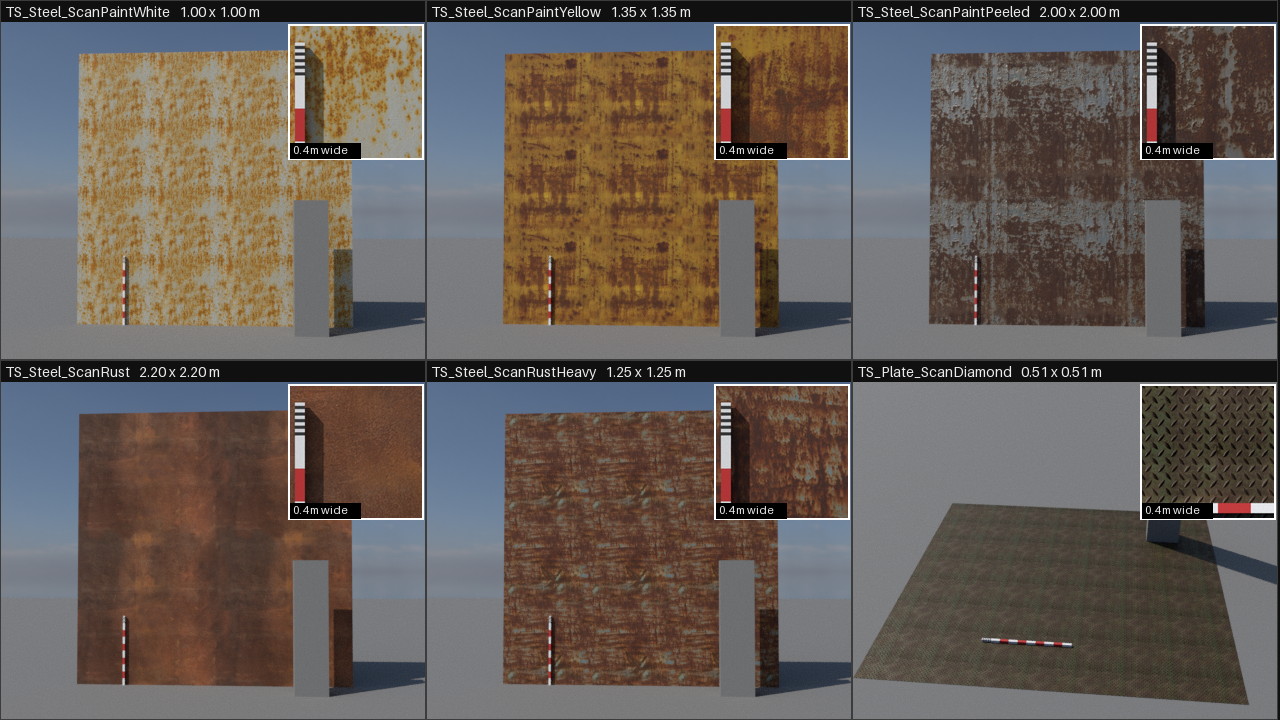 TS_Steel_ScanPaintWhite 1.00 x 1.00 m
TS_Steel_ScanPaintYellow 1.35 x 1.35 m
TS_Steel_ScanPaintPeeled 2.00 x 2.00 m
0.4m wide
0.4m wide
0.4m wide
TS_Steel_ScanRust 2.20 x 2.20 m
TS_Steel_ScanRustHeavy 1.25 x 1.25 m
TS_Plate_ScanDiamond 0.51 x 0.51 m
0.4m wide
0.4m wide
0.4m wide